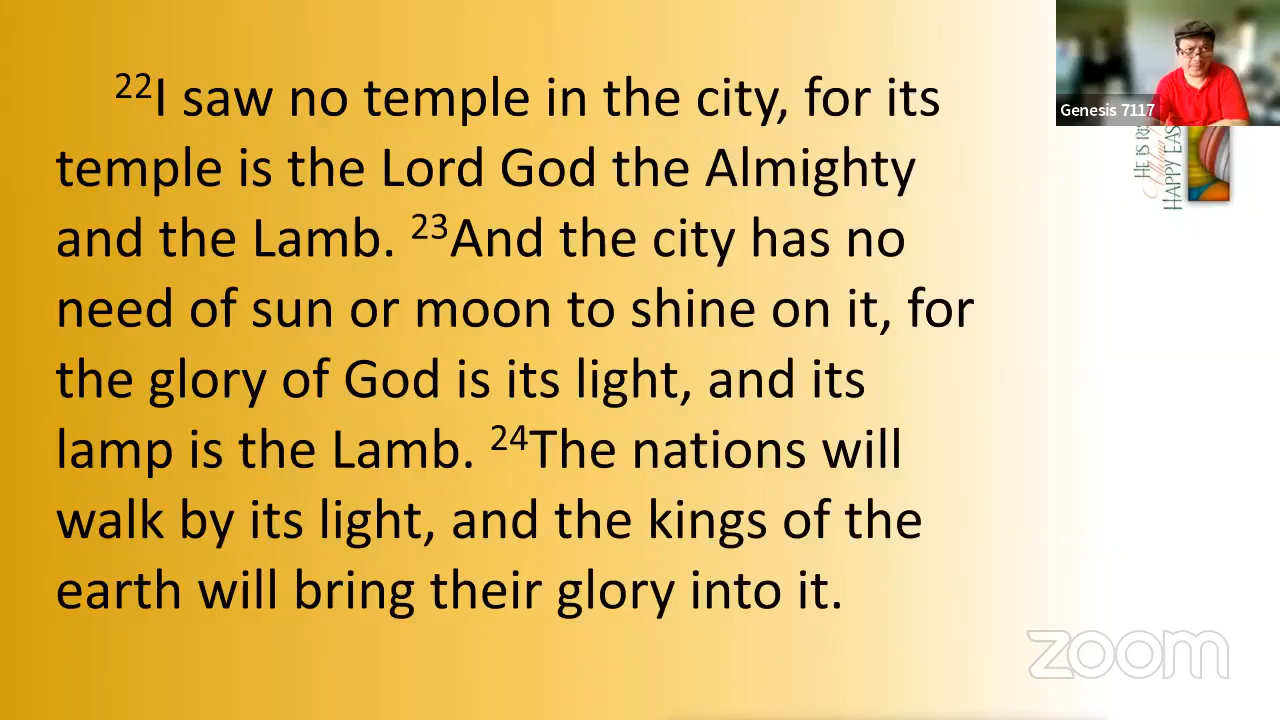 ²²I saw no temple in the city, for its
temple is the Lord God the Almighty
and the Lamb. ²³And the city has no
need of sun or moon to shine on it, for
the glory of God is its light, and its
lamp is the Lamb. ²⁴The nations will
walk by its light, and the kings of the
earth will bring their glory into it.
Genesis 7117
HE IS
HAPPY
zoom